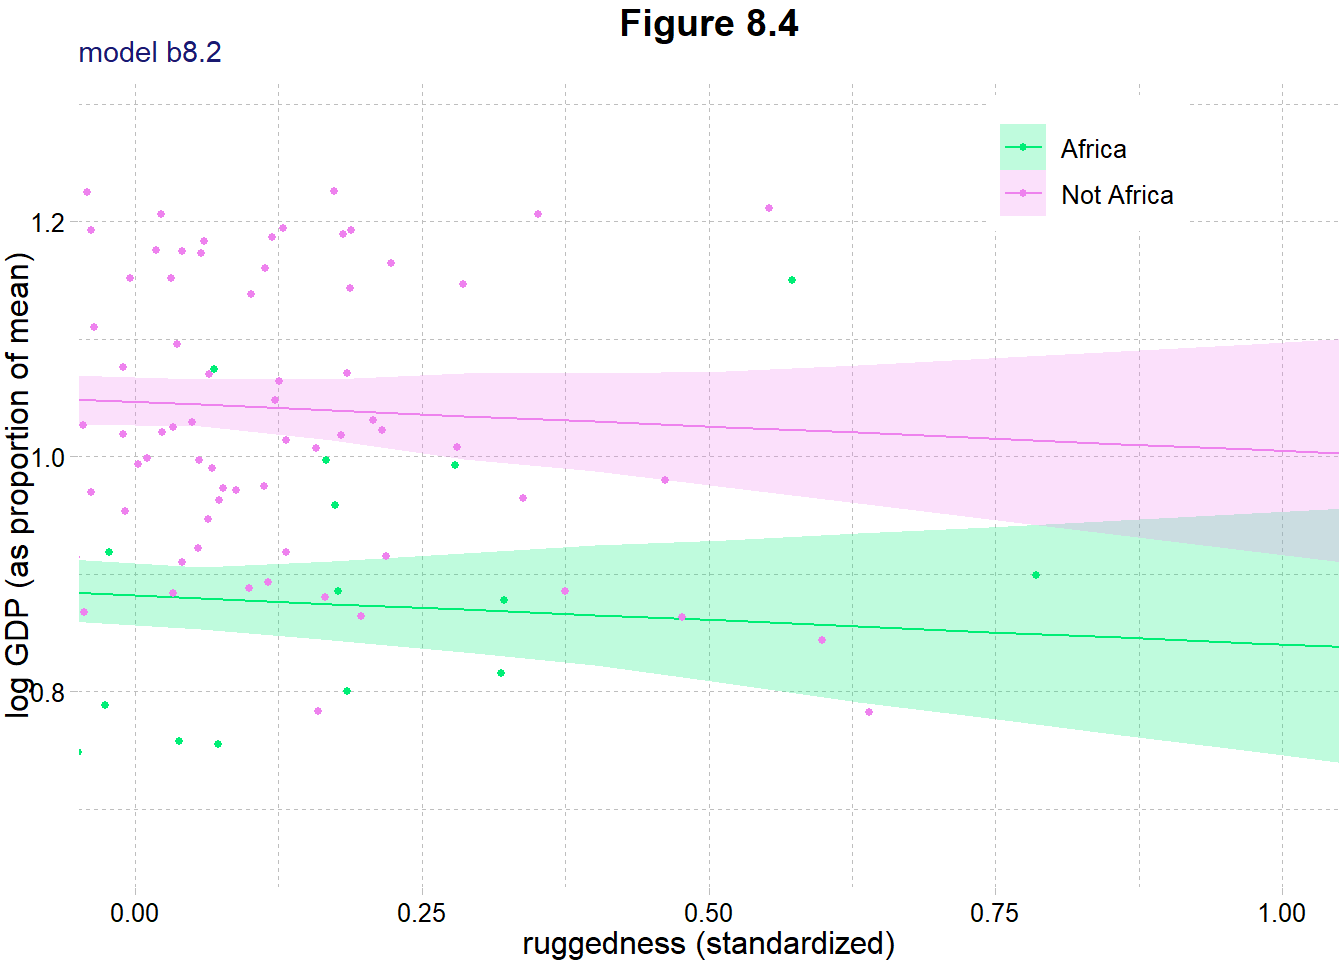 Figure 8.4
model b8.2
Africa
Not Africa
log GDP (as proportion of mean)
1.2
1.0
0.8
0.00 0.25 0.50 0.75 1.00
ruggedness (standardized)